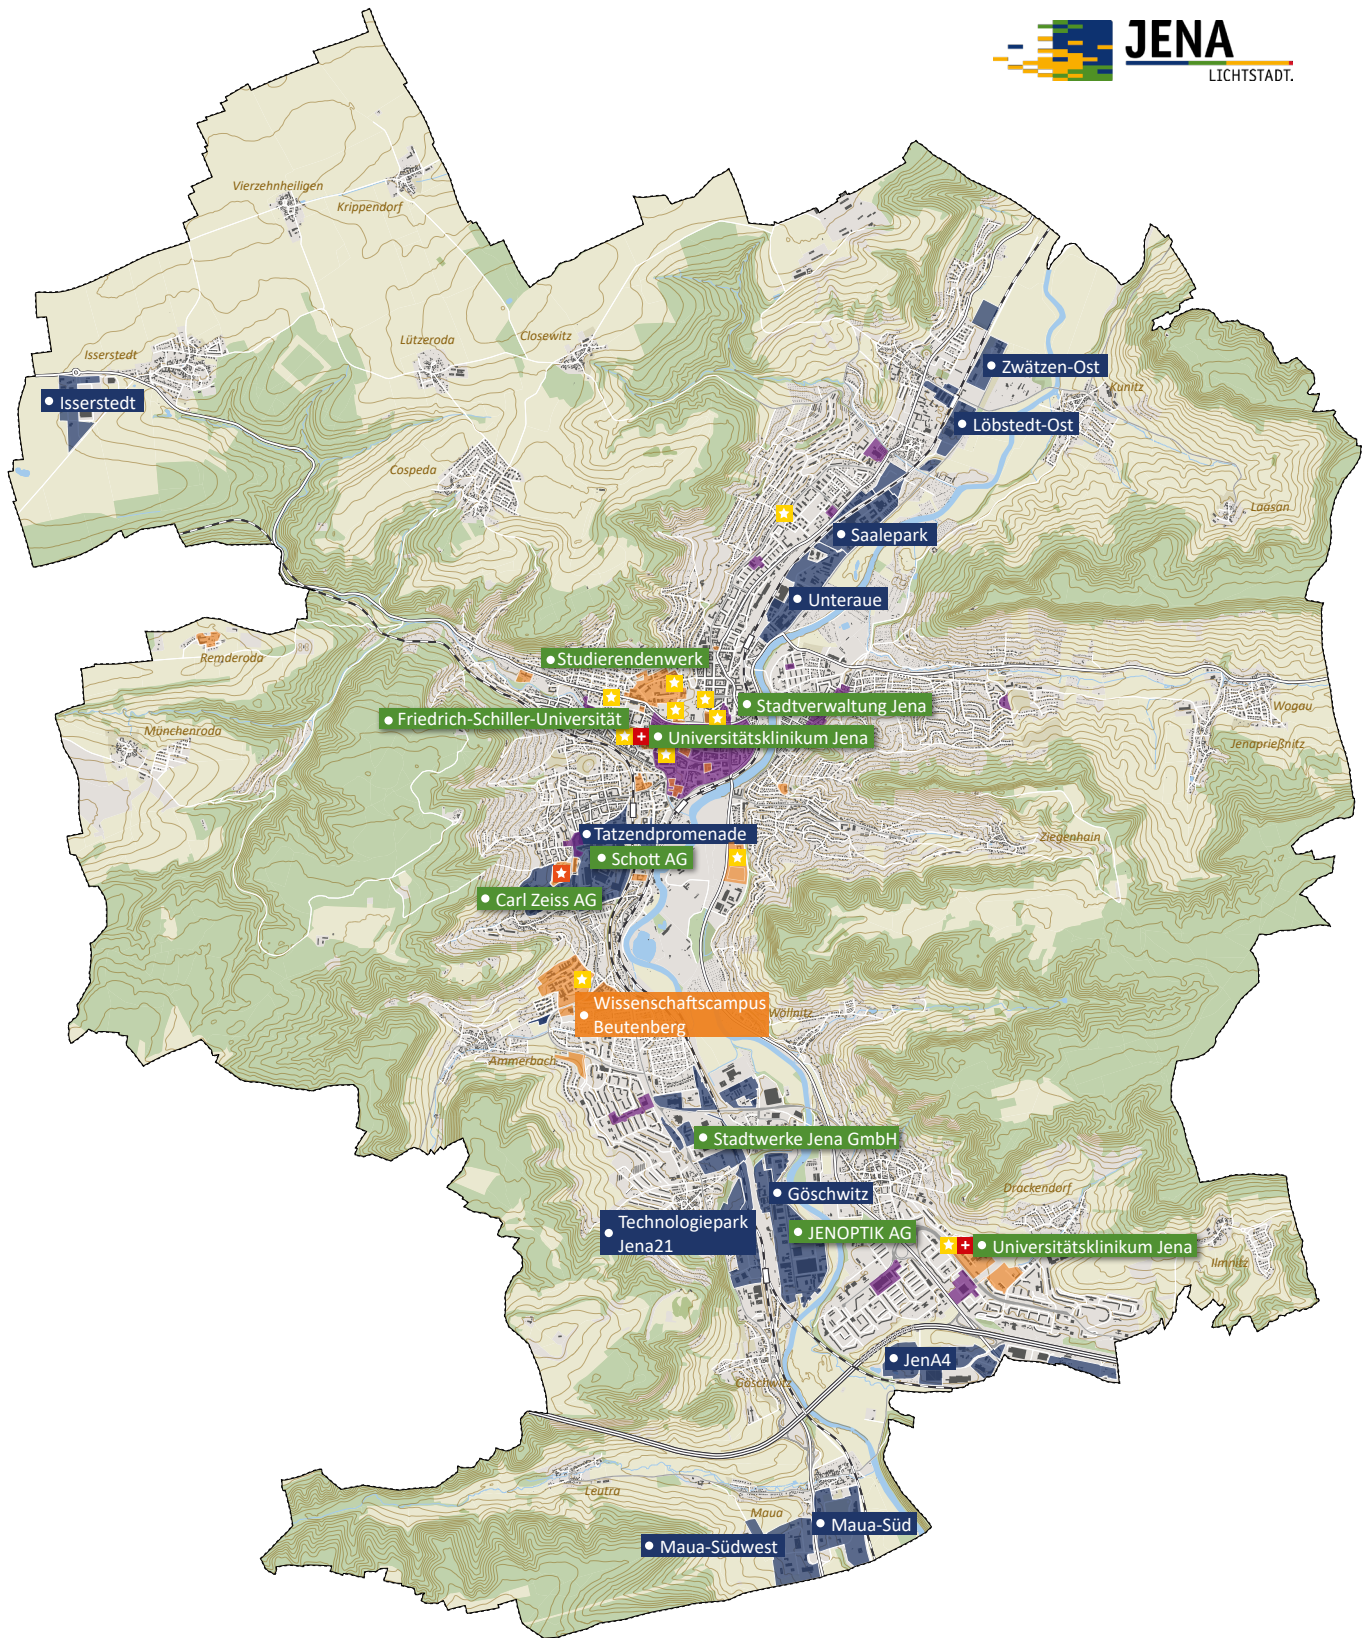 JENA
LICHTSTADT.
Vierzehnheiligen
Krippendorf
Isserstedt
Lützeroda
Closewitz
Isserstedt
Zwätzen-Ost
Kunitz
Löbstedt-Ost
Cospeda
Laasan
Saalepark
Unteraue
Remderoda
Studierendenwerk
Münchenroda
Friedrich-Schiller-Universität
Stadtverwaltung Jena
Wogau
Universitätsklinikum Jena
Jenaprießnitz
Tatzendpromenade
Ziegenhain
Schott AG
Carl Zeiss AG
Wissenschaftscampus
Beutenberg
Wöllnitz
Ammerbach
Stadtwerke Jena GmbH
Göschwitz
Drackendorf
Technologiepark
Jena21
JENOPTIK AG
Universitätsklinikum Jena
Ilmnitz
JenA4
Göschwitz
Leutra
Maua
Maua-Süd
Maua-Südwest